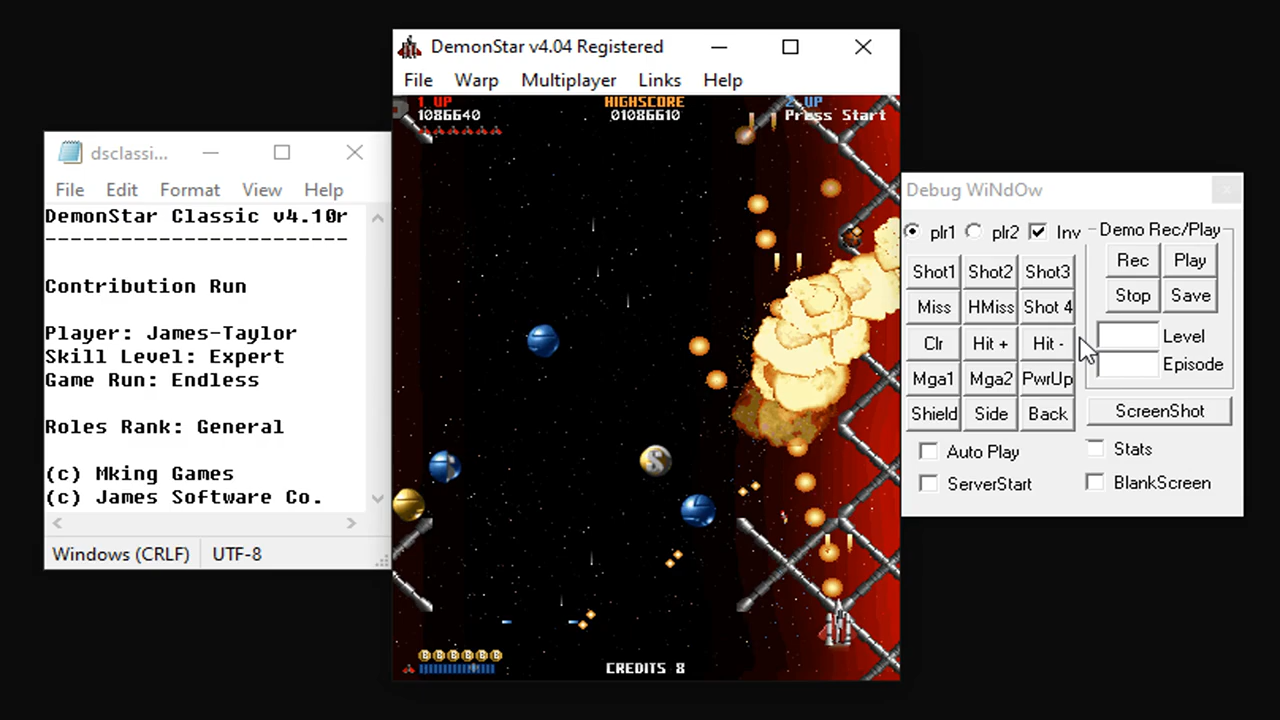 dsclassi...
File Edit Format View Help
DemonStar Classic v4.10r
------------------------
Contribution Run
Player: James-Taylor
Skill Level: Expert
Game Run: Endless
Roles Rank: General
(c) Mking Games
(c) James Software Co.
Windows (CRLF) UTF-8
DemonStar v4.04 Registered
File Warp Multiplayer Links Help
1 UP HIGHSCORE 2 UP
1086640 01086610 Press Start
S
B B B B B B
CREDITS 8
Debug WiNdOw
plr1 plr2 Inv
Shot1 Shot2 Shot3
Miss HMiss Shot 4
Clr Hit + Hit -
Mga1 Mga2 PwrUp
Shield Side Back
Auto Play
ServerStart
Demo Rec/Play
Rec Play
Stop Save
Level
Episode
ScreenShot
Stats
BlankScreen